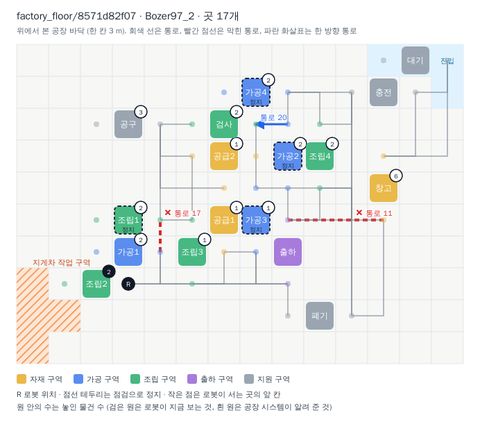 factory_floor/8571d82f07 · Bozer97_2 · 곳 17개
위에서 본 공장 바닥 (한 칸 3 m). 회색 선은 통로, 빨간 점선은 막힌 통로, 파란 화살표는 한 방향 통로
대기
진입
2
가공4
정지
충전
3
공구
2
검사
통로 20
1
공급2
2
가공2
정지
2
조립4
6
창고
2
조립1
정지
통로 17
1
공급1
1
가공3
정지
통로 11
2
가공1
1
조립3
출하
지게차 작업 구역
2
조립2
R
폐기
자재 구역 가공 구역 조립 구역 출하 구역 지원 구역
R 로봇 위치 · 점선 테두리는 점검으로 정지 · 작은 점은 로봇이 서는 곳의 앞 칸
원 안의 수는 놓인 물건 수 (검은 원은 로봇이 지금 보는 것, 흰 원은 공장 시스템이 알려 준 것)